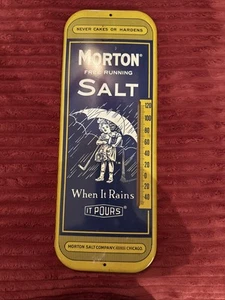 NEVER CAKES OR HARDENS
MORTON'S
FREE RUNNING
SALT
120
100
80
60
40
20
0
20
40
When It Rains
IT POURS
MORTON SALT COMPANY CHICAGO